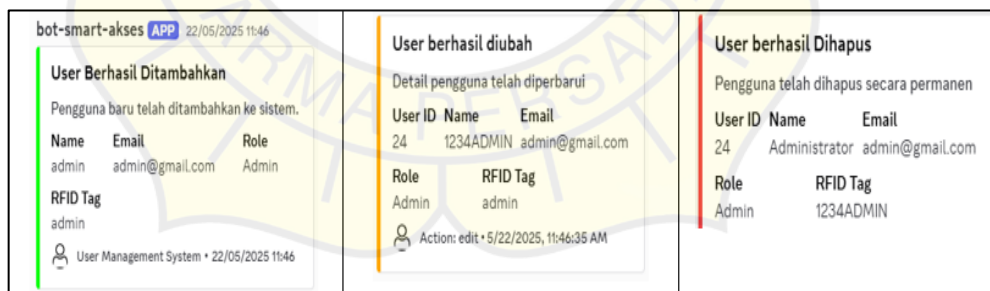 bot-smart-akses APP 22/05/2025 11:46
User Berhasil Ditambahkan
Pengguna baru telah ditambahkan ke sistem.
Name Email Role
admin admin@gmail.com Admin
RFID Tag
admin
User Management System • 22/05/2025 11:46
User berhasil diubah
Detail pengguna telah diperbarui
User ID Name Email
24 1234ADMIN admin@gmail.com
Role RFID Tag
Admin admin
Action: edit • 5/22/2025, 11:46:35 AM
User berhasil Dihapus
Pengguna telah dihapus secara permanen
User ID Name Email
24 Administrator admin@gmail.com
Role RFID Tag
Admin 1234ADMIN
ARMA PERSADA